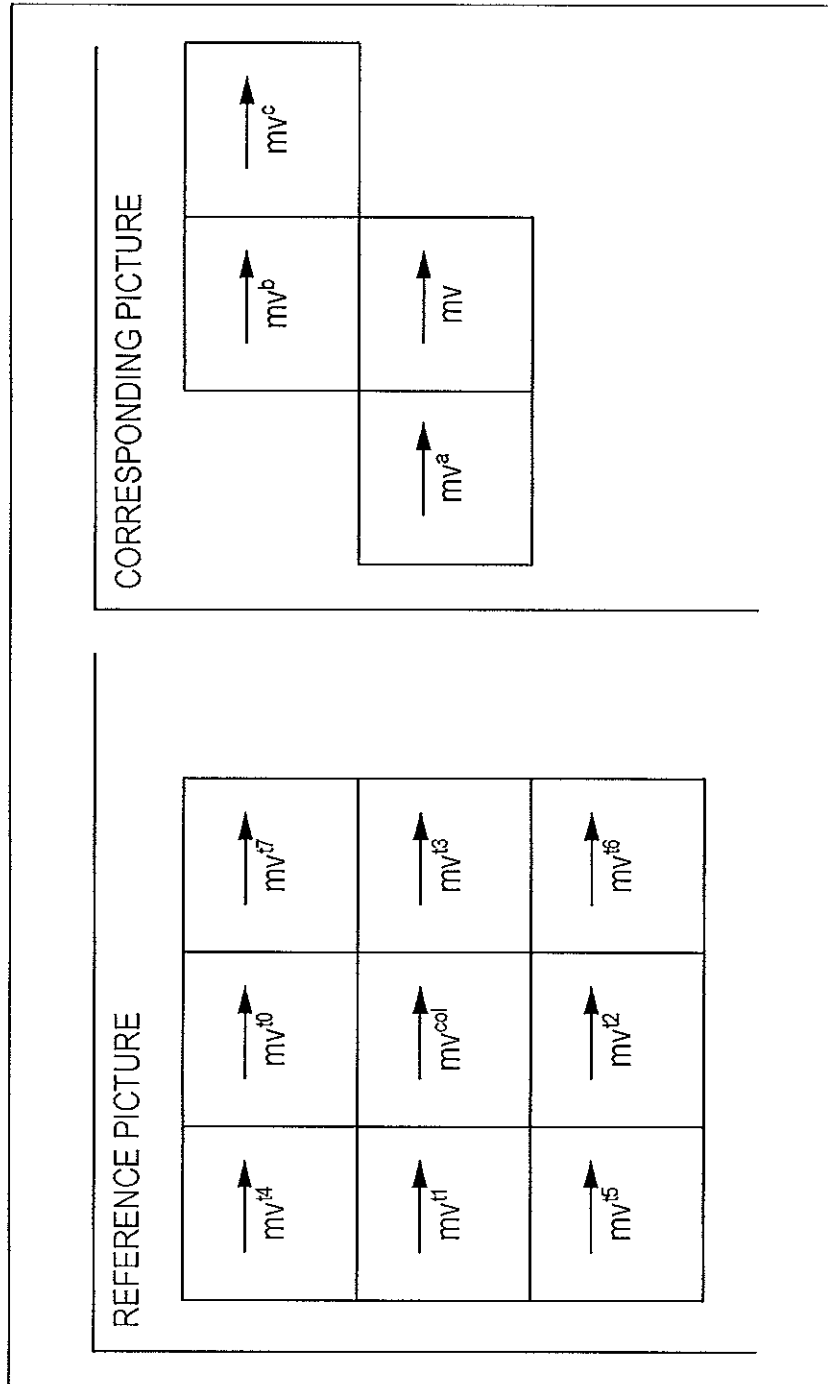 REFERENCE PICTURE
mv^t4 mv^t0 mv^t7
mv^t1 mv^col mv^t3
mv^t5 mv^t2 mv^t6
CORRESPONDING PICTURE
mv^b mv^c
mv^a mv